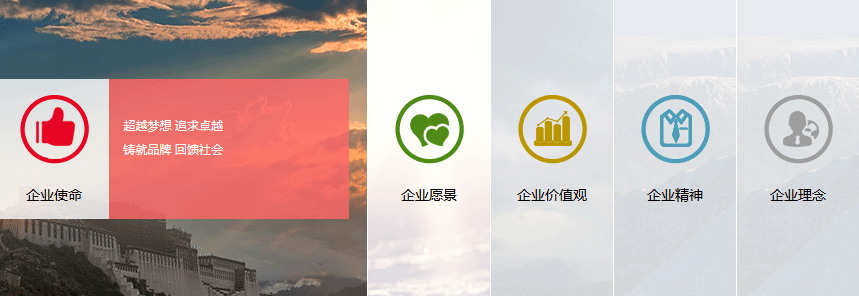 超越梦想 追求卓越
铸就品牌 回馈社会
企业使命
企业愿景
企业价值观
企业精神
企业理念